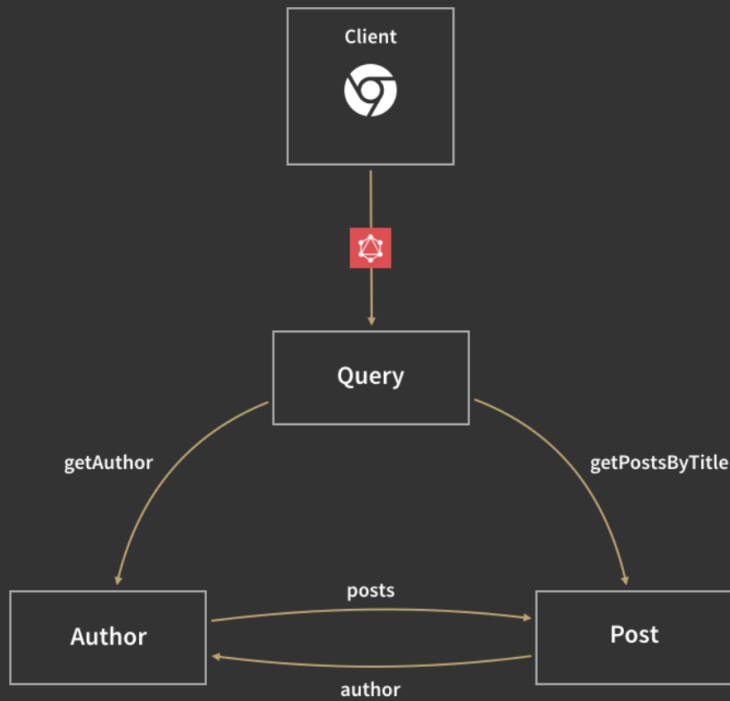 Client
Query
getAuthor
getPostsByTitle
posts
Author
Post
author